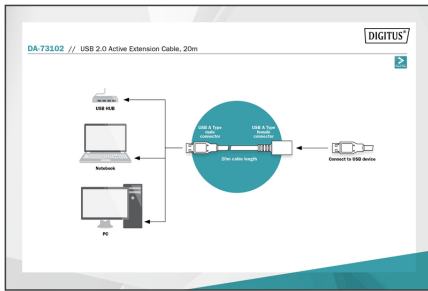 DIGITUS®
DA-73102 // USB 2.0 Active Extension Cable, 20m
USB HUB
USB A Type male connector
USB A Type female connector
20m cable length
Connect to USB device
Notebook
PC